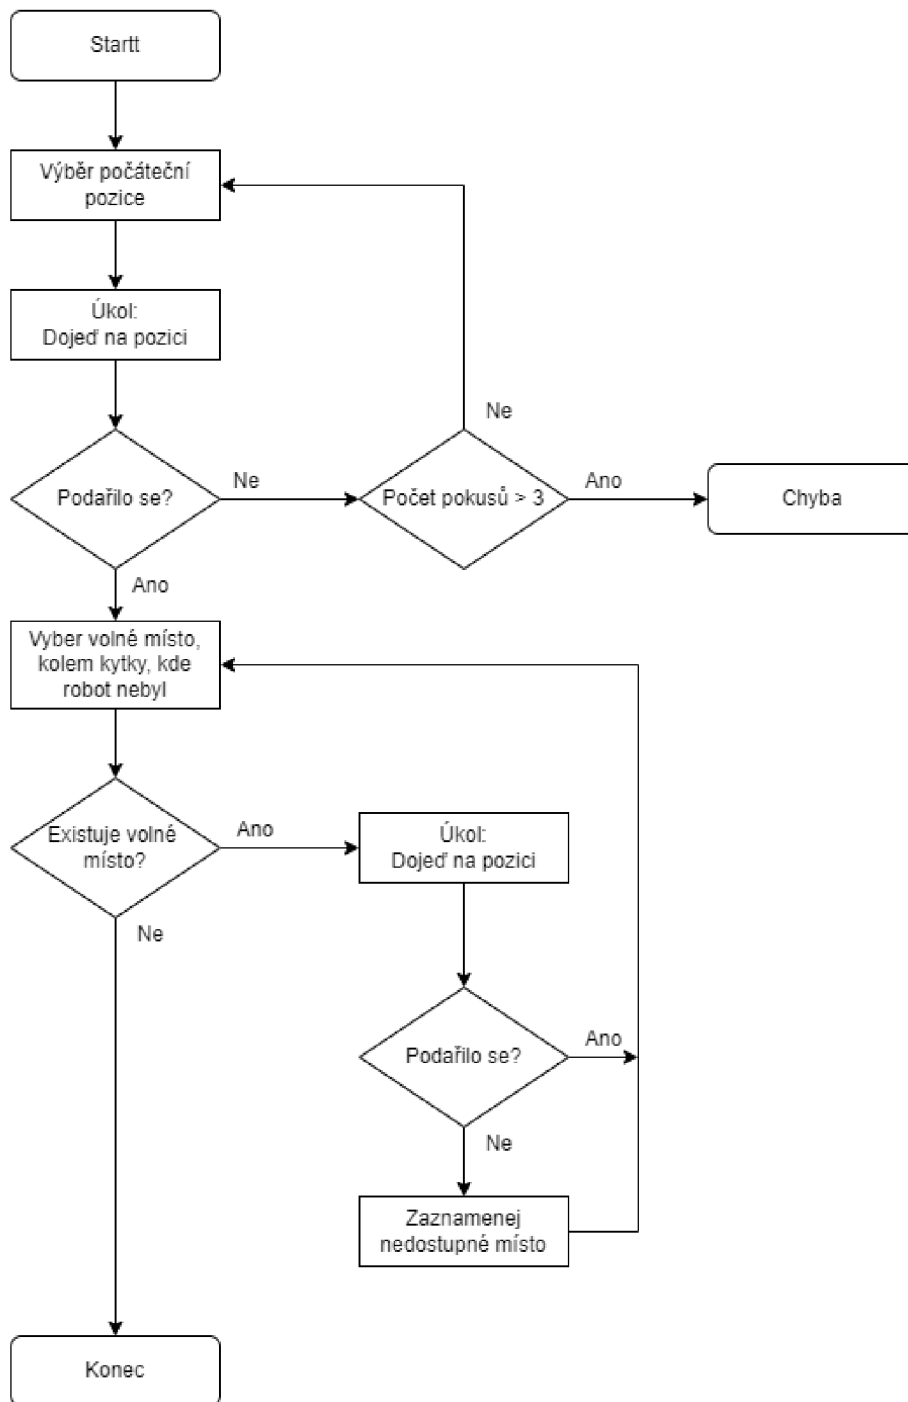 Startt
Výběr počáteční
pozice
Úkol:
Dojeď na pozici
Ne
Podařilo se?
Ne
Počet pokusů > 3
Ano
Chyba
Ano
Vyber volné místo,
kolem kytky, kde
robot nebyl
Existuje volné
místo?
Ano
Úkol:
Dojeď na pozici
Ne
Podařilo se?
Ano
Ne
Zaznamenej
nedostupné místo
Konec